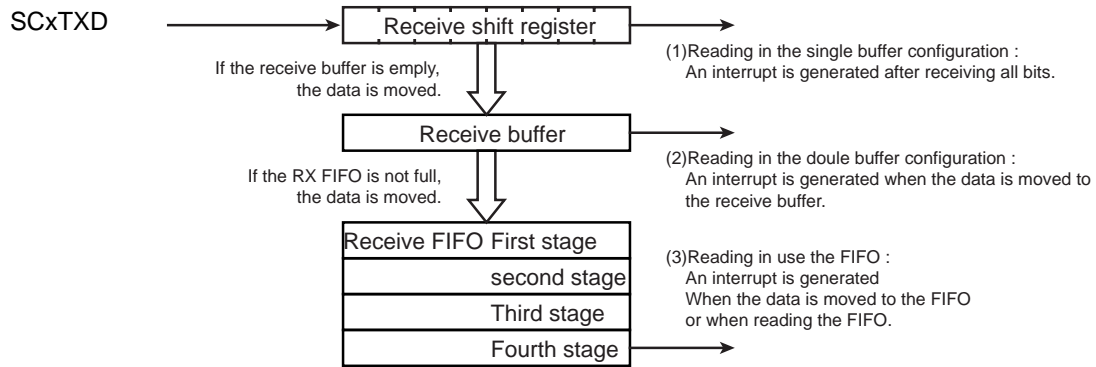 SCxTXD
Receive shift register
(1)Reading in the single buffer configuration :
An interrupt is generated after receiving all bits.
If the receive buffer is emply,
the data is moved.
Receive buffer
(2)Reading in the doule buffer configuration :
An interrupt is generated when the data is moved to
the receive buffer.
If the RX FIFO is not full,
the data is moved.
Receive FIFO First stage
second stage
Third stage
Fourth stage
(3)Reading in use the FIFO :
An interrupt is generated
When the data is moved to the FIFO
or when reading the FIFO.